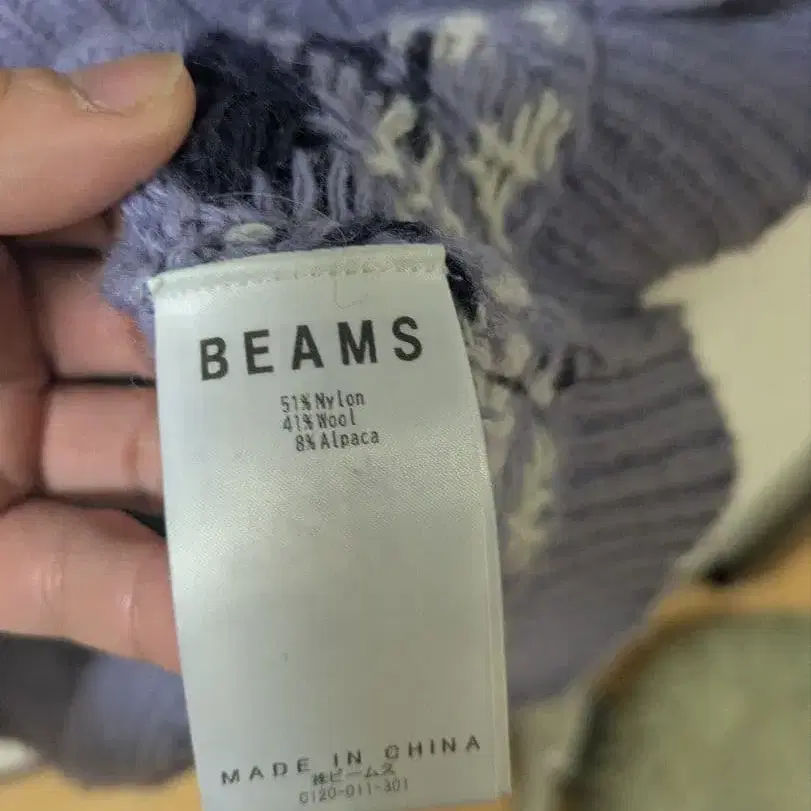 BEAMS
51%Nylon
41%Wool
8%Alpaca
MADE IN CHINA
㈱ビームス
0120-011-301